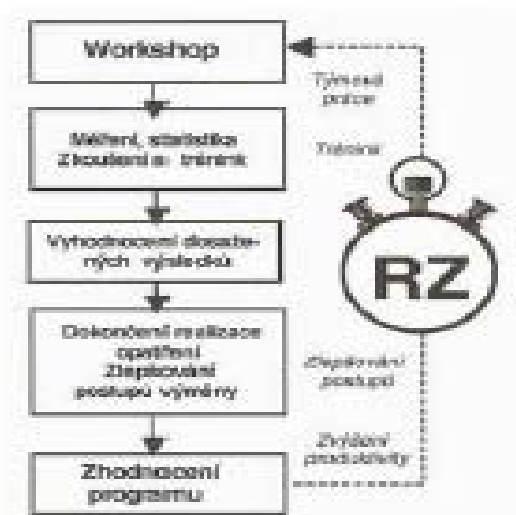 Workshop
Týmová
práce
Měření, statistika
Zkoušení a trénink
Trénink
Vyhodnocení dosaže-
ných výsledků
RZ
Dokončení realizace
opatření
Zlepšování
postupů výměny
Zlepšování
postupů
Zvýšení
produktivity
Zhodnocení
programu